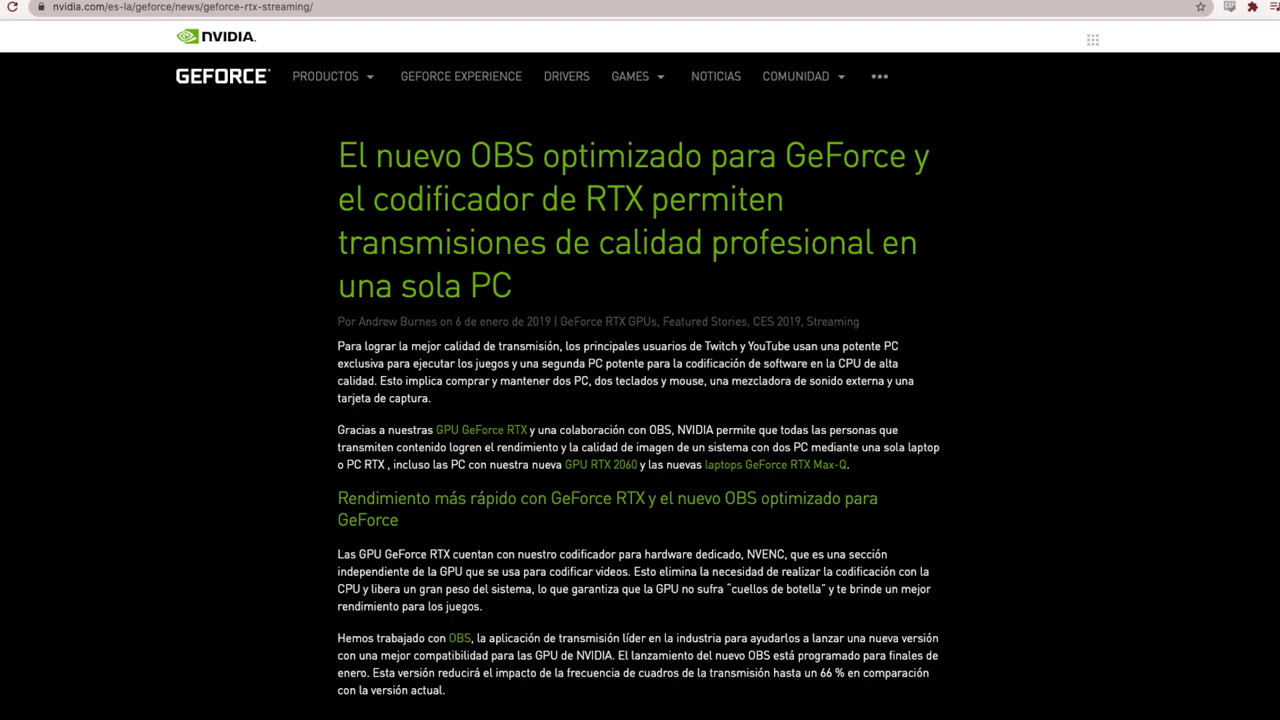 nvidia.com/es-la/geforce/news/geforce-rtx-streaming/
NVIDIA.
GEFORCE PRODUCTOS GEFORCE EXPERIENCE DRIVERS GAMES NOTICIAS COMUNIDAD •••
El nuevo OBS optimizado para GeForce y
el codificador de RTX permiten
transmisiones de calidad profesional en
una sola PC
Por Andrew Burnes on 6 de enero de 2019 | GeForce RTX GPUs, Featured Stories, CES 2019, Streaming
Para lograr la mejor calidad de transmisión, los principales usuarios de Twitch y YouTube usan una potente PC
exclusiva para ejecutar los juegos y una segunda PC potente para la codificación de software en la CPU de alta
calidad. Esto implica comprar y mantener dos PC, dos teclados y mouse, una mezcladora de sonido externa y una
tarjeta de captura.
Gracias a nuestras GPU GeForce RTX y una colaboración con OBS, NVIDIA permite que todas las personas que
transmiten contenido logren el rendimiento y la calidad de imagen de un sistema con dos PC mediante una sola laptop
o PC RTX , incluso las PC con nuestra nueva GPU RTX 2060 y las nuevas laptops GeForce RTX Max-Q.
Rendimiento más rápido con GeForce RTX y el nuevo OBS optimizado para
GeForce
Las GPU GeForce RTX cuentan con nuestro codificador para hardware dedicado, NVENC, que es una sección
independiente de la GPU que se usa para codificar videos. Esto elimina la necesidad de realizar la codificación con la
CPU y libera un gran peso del sistema, lo que garantiza que la GPU no sufra “cuellos de botella” y te brinde un mejor
rendimiento para los juegos.
Hemos trabajado con OBS, la aplicación de transmisión líder en la industria para ayudarlos a lanzar una nueva versión
con una mejor compatibilidad para las GPU de NVIDIA. El lanzamiento del nuevo OBS está programado para finales de
enero. Esta versión reducirá el impacto de la frecuencia de cuadros de la transmisión hasta un 66 % en comparación
con la versión actual.